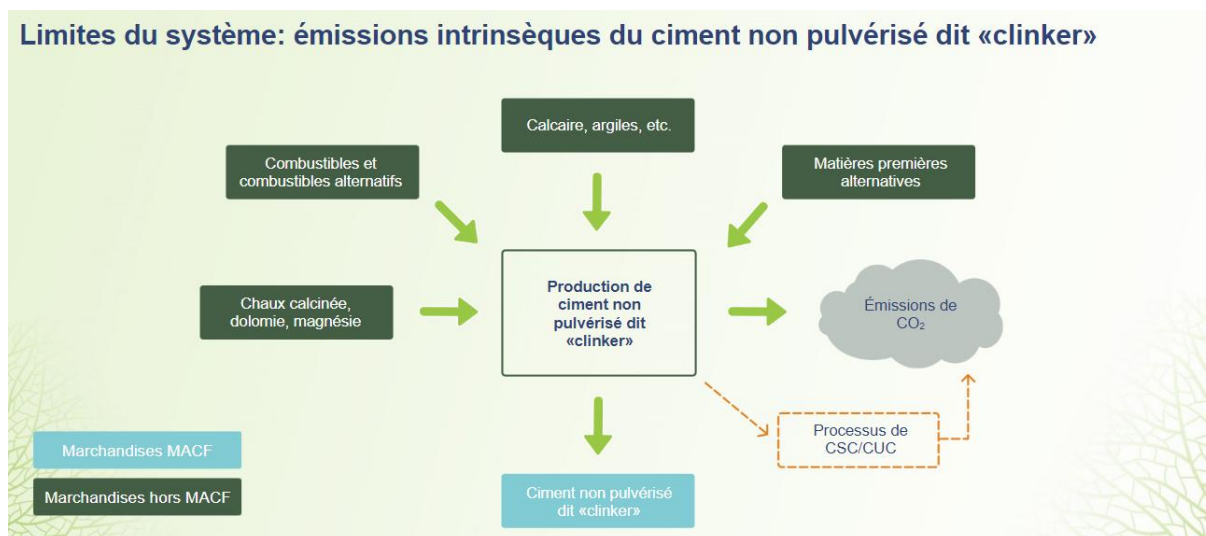 Limites du système: émissions intrinsèques du ciment non pulvérisé dit «clinker»
Calcaire, argiles, etc.
Combustibles et
combustibles alternatifs
Matières premières
alternatives
Chaux calcinée,
dolomie, magnésie
Production de
ciment non
pulvérisé dit
«clinker»
Émissions de
CO₂
Processus de
CSC/CUC
Marchandises MACF
Marchandises hors MACF
Ciment non pulvérisé
dit «clinker»